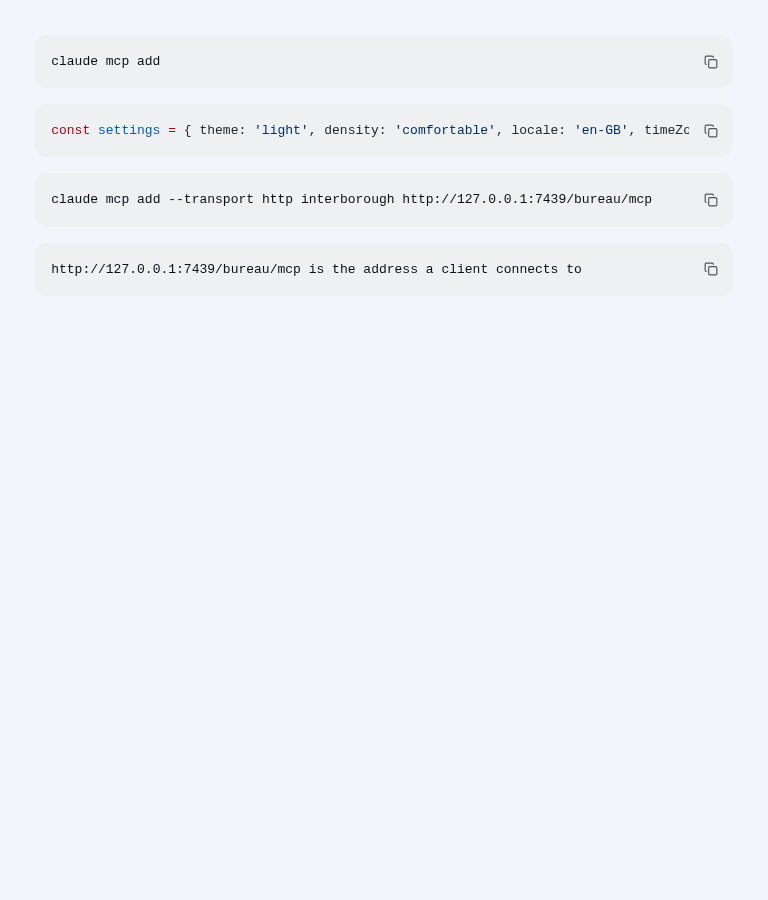 claude mcp add
const settings = { theme: 'light', density: 'comfortable', locale: 'en-GB',
claude mcp add --transport http interborough http://127.0.0.1:7439/bureau/mcp
http://127.0.0.1:7439/bureau/mcp is the address a client connects to